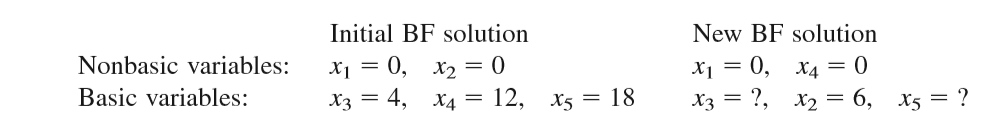 Initial BF solution New BF solution
Nonbasic variables: x₁ = 0, x₂ = 0 x₁ = 0, x₄ = 0
Basic variables: x₃ = 4, x₄ = 12, x₅ = 18 x₃ = ?, x₂ = 6, x₅ = ?